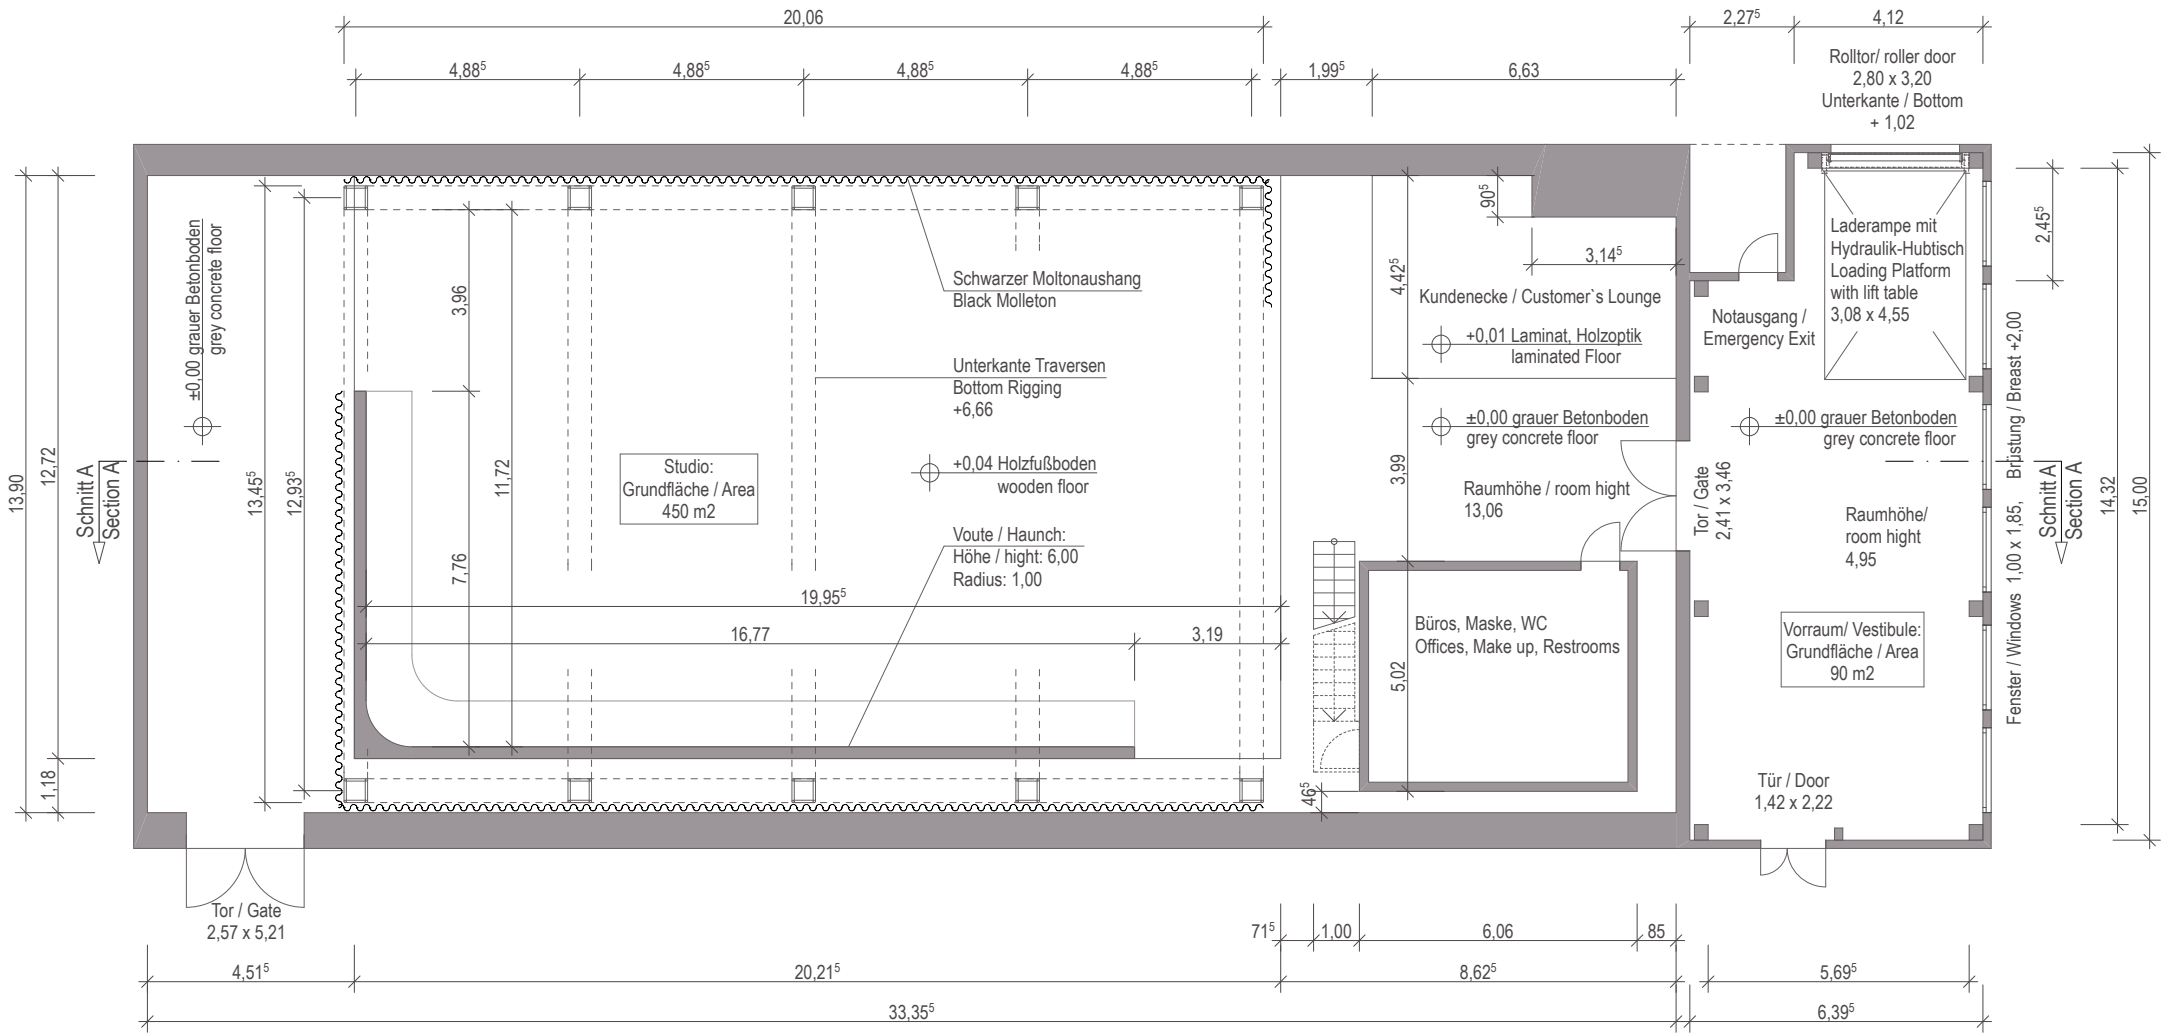 20,06
2,27⁵
4,12
4,88⁵
4,88⁵
4,88⁵
4,88⁵
1,99⁵
6,63
Rolltor/ roller door
2,80 x 3,20
Unterkante / Bottom
+ 1,02
13,90
12,72
1,18
Schnitt A
Section A
±0,00 grauer Betonboden
grey concrete floor
13,45⁵
12,93⁵
3,96
7,76
11,72
Schwarzer Moltonaushang
Black Molleton
Unterkante Traversen
Bottom Rigging
+6,66
Studio:
Grundfläche / Area
450 m2
+0,04 Holzfußboden
wooden floor
Voute / Haunch:
Höhe / hight: 6,00
Radius: 1,00
19,95⁵
16,77
3,19
90⁵
3,14⁵
4,42⁵
3,99
5,02
46⁵
Kundenecke / Customer`s Lounge
+0,01 Laminat, Holzoptik
laminated Floor
±0,00 grauer Betonboden
grey concrete floor
Raumhöhe / room hight
13,06
Büros, Maske, WC
Offices, Make up, Restrooms
Tor / Gate
2,41 x 3,46
Notausgang /
Emergency Exit
Laderampe mit
Hydraulik-Hubtisch
Loading Platform
with lift table
3,08 x 4,55
±0,00 grauer Betonboden
grey concrete floor
Raumhöhe/
room hight
4,95
Vorraum/ Vestibule:
Grundfläche / Area
90 m2
Tür / Door
1,42 x 2,22
Fenster / Windows 1,00 x 1,85, Brüstung / Breast +2,00
Schnitt A
Section A
2,45⁵
14,32
15,00
Tor / Gate
2,57 x 5,21
71⁵
1,00
6,06
85
4,51⁵
20,21⁵
8,62⁵
5,69⁵
33,35⁵
6,39⁵